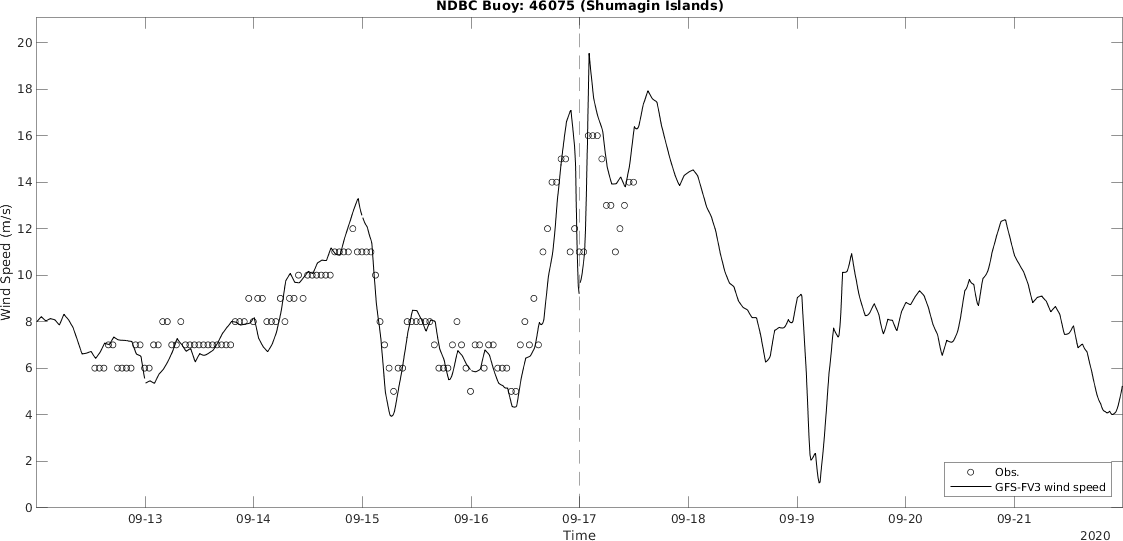 NDBC Buoy: 46075 (Shumagin Islands)
20
18
16
14
12
10
8
6
4
2
0
Wind Speed (m/s)
09-13 09-14 09-15 09-16 09-17 09-18 09-19 09-20 09-21
Time
2020
Obs.
GFS-FV3 wind speed